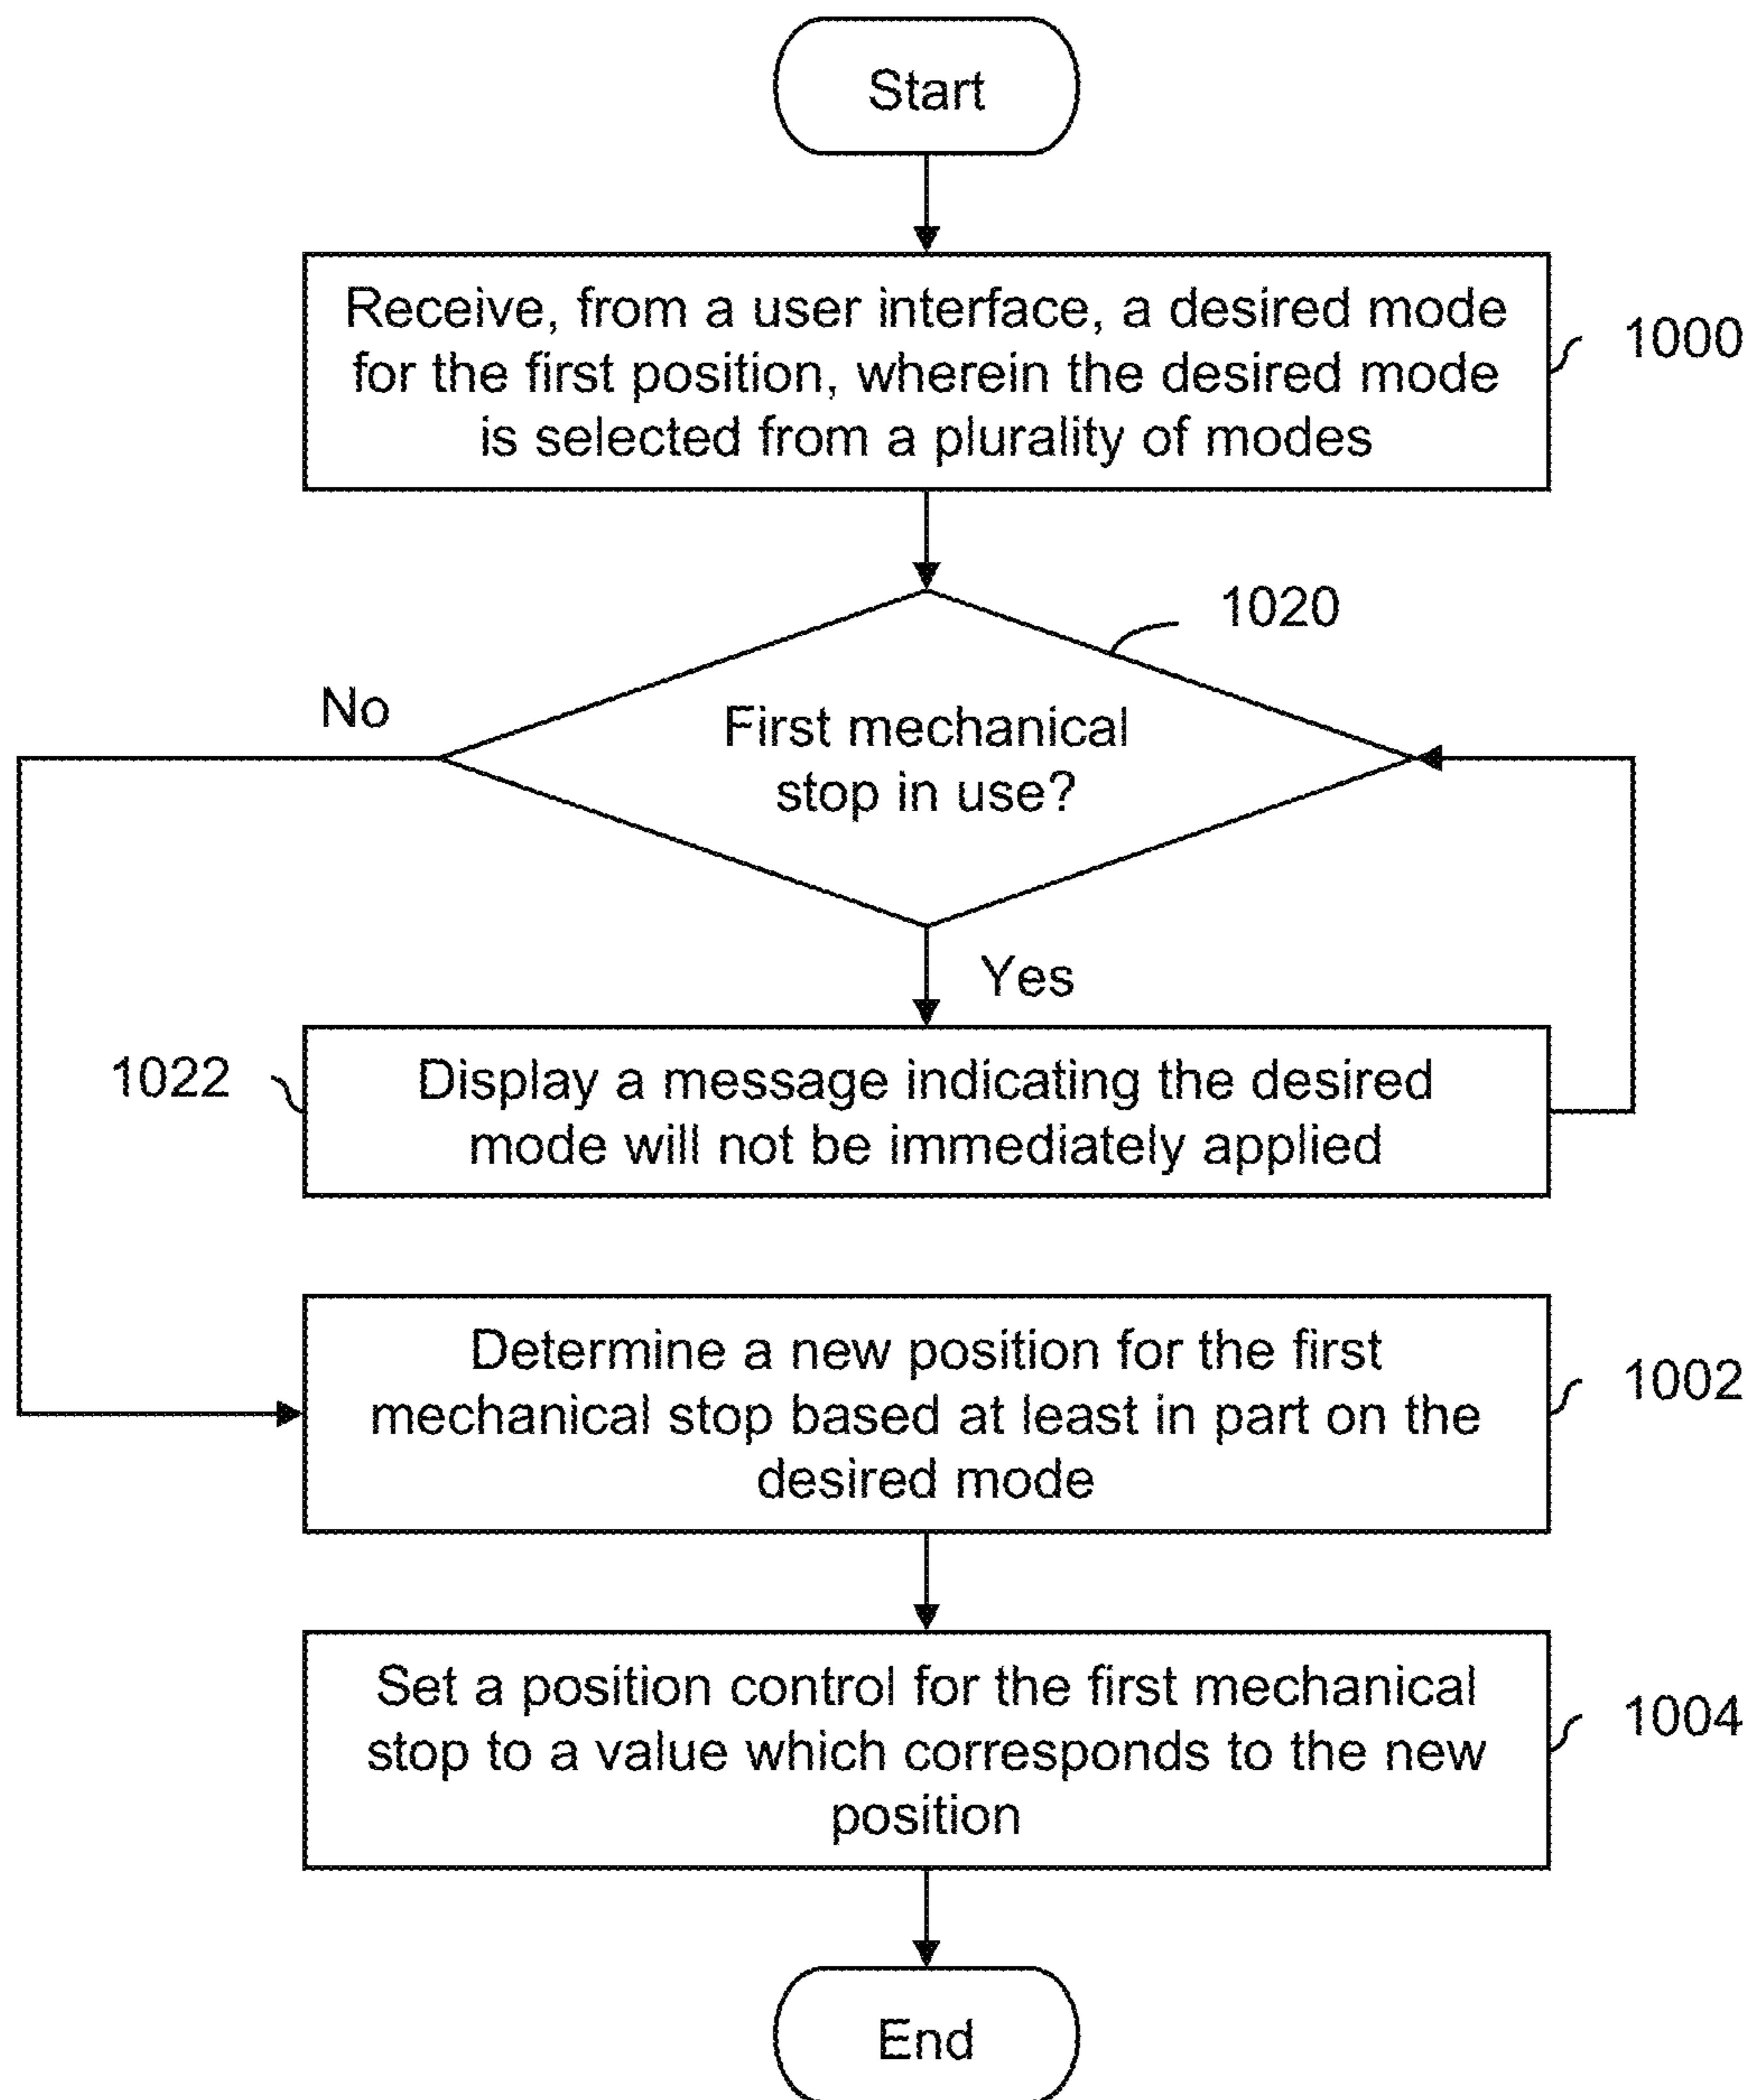 Start
Receive, from a user interface, a desired mode
for the first position, wherein the desired mode
is selected from a plurality of modes
1000
1020
First mechanical
stop in use?
No
Yes
1022
Display a message indicating the desired
mode will not be immediately applied
Determine a new position for the first
mechanical stop based at least in part on the
desired mode
1002
Set a position control for the first mechanical
stop to a value which corresponds to the new
position
1004
End